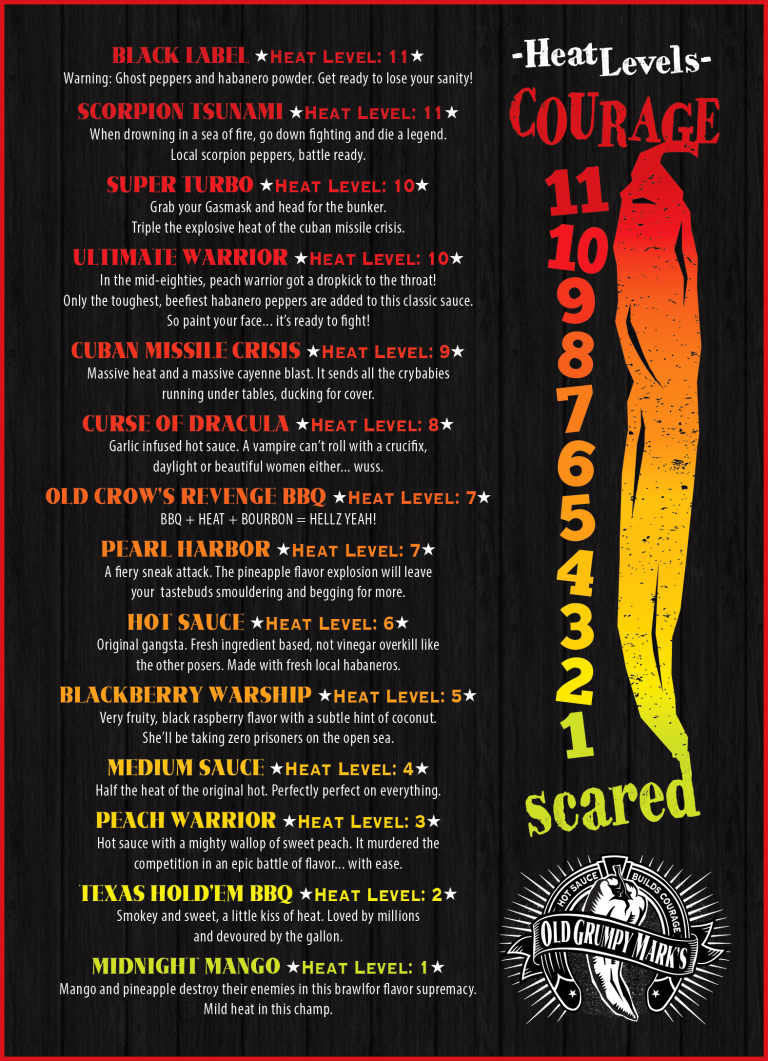 BLACK LABEL ★HEAT LEVEL: 11★
Warning: Ghost peppers and habanero powder. Get ready to lose your sanity!
SCORPION TSUNAMI ★HEAT LEVEL: 11★
When drowning in a sea of fire, go down fighting and die a legend.
Local scorpion peppers, battle ready.
SUPER TURBO ★HEAT LEVEL: 10★
Grab your Gasmask and head for the bunker.
Triple the explosive heat of the cuban missile crisis.
ULTIMATE WARRIOR ★HEAT LEVEL: 10★
In the mid-eighties, peach warrior got a dropkick to the throat!
Only the toughest, beefiest habanero peppers are added to this classic sauce.
So paint your face... it's ready to fight!
CUBAN MISSILE CRISIS ★HEAT LEVEL: 9★
Massive heat and a massive cayenne blast. It sends all the crybabies
running under tables, ducking for cover.
CURSE OF DRACULA ★HEAT LEVEL: 8★
Garlic infused hot sauce. A vampire can't roll with a crucifix,
daylight or beautiful women either... wuss.
OLD CROW'S REVENGE BBQ ★HEAT LEVEL: 7★
BBQ + HEAT + BOURBON = HELLZ YEAH!
PEARL HARBOR ★HEAT LEVEL: 7★
A fiery sneak attack. The pineapple flavor explosion will leave
your tastebuds smouldering and begging for more.
HOT SAUCE ★HEAT LEVEL: 6★
Original gangsta. Fresh ingredient based, not vinegar overkill like
the other posers. Made with fresh local habaneros.
BLACKBERRY WARSHIP ★HEAT LEVEL: 5★
Very fruity, black raspberry flavor with a subtle hint of coconut.
She'll be taking zero prisoners on the open sea.
MEDIUM SAUCE ★HEAT LEVEL: 4★
Half the heat of the original hot. Perfectly perfect on everything.
PEACH WARRIOR ★HEAT LEVEL: 3★
Hot sauce with a mighty wallop of sweet peach. It murdered the
competition in an epic battle of flavor... with ease.
TEXAS HOLD'EM BBQ ★HEAT LEVEL: 2★
Smokey and sweet, a little kiss of heat. Loved by millions
and devoured by the gallon.
MIDNIGHT MANGO ★HEAT LEVEL: 1★
Mango and pineapple destroy their enemies in this brawlfor flavor supremacy.
Mild heat in this champ.
-Heat Levels-
COURAGE
11
10
9
8
7
6
5
4
3
2
1
scared
HOT SAUCE BUILDS COURAGE
OLD GRUMPY MARK'S